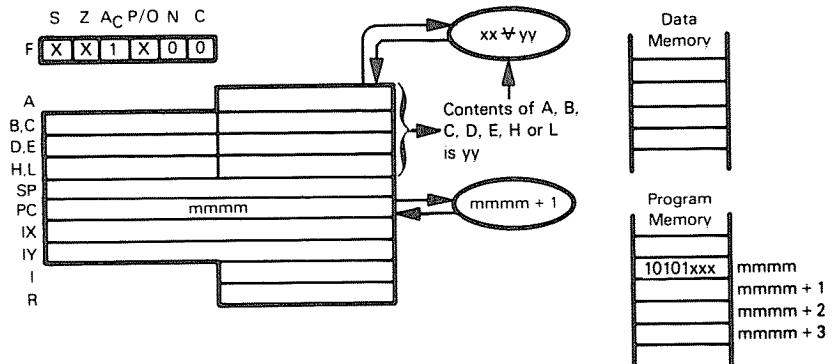 S Z AC P/O N C
F X X 1 X 0 0
xx ⊻ yy
Data
Memory
A
B,C
D,E
H,L
SP
PC mmmm
IX
IY
I
R
Contents of A, B,
C, D, E, H or L
is yy
mmmm + 1
Program
Memory
10101xxx mmmm
mmmm + 1
mmmm + 2
mmmm + 3